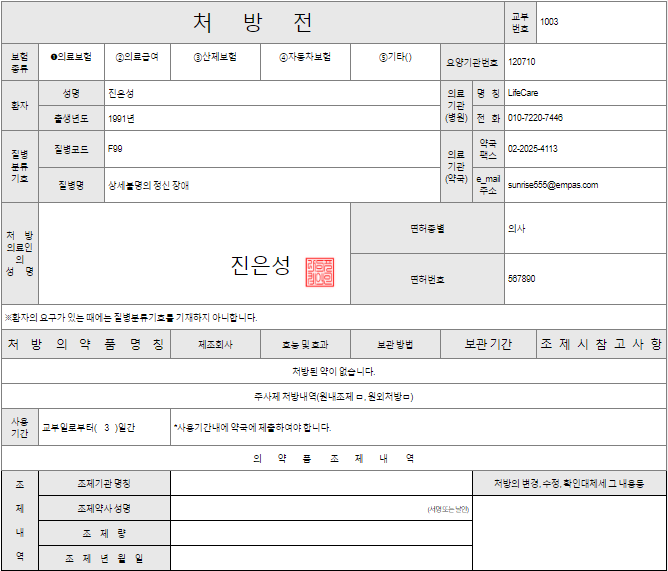 처 방 전
교부
번호
1003
보험
종류
❶의료보험
②의료급여
③산제보험
④자동차보험
⑤기타()
요양기관번호
120710
환자
성명
진은성
의료
기관
(병원)
명 칭
LifeCare
출생년도
1991년
전 화
010-7220-7446
질병
분류
기호
질병코드
F99
의료
기관
(약국)
약국
팩스
02-2025-4113
질병명
상세불명의 정신 장애
e_mail
주소
sunrise555@empas.com
처 방
의료인
의
성 명
진은성
면허종별
의사
면허번호
567890
※환자의 요구가 있는 때에는 질병분류기호를 기재하지 아니합니다.
처 방 의 약 품 명 칭
제조회사
효능 및 효과
보관 방법
보관 기간
조 제 시 참 고 사 항
처방된 약이 없습니다.
주사제 처방내역(원내조제 ㅁ, 원외처방ㅁ)
사용
기간
교부일로부터( 3 )일간
*사용기간내에 약국에 제출하여야 합니다.
의 약 품 조 제 내 역
조
제
내
역
조제기관 명칭
처방의 변경, 수정, 확인대체세 그 내용등
조제약사 성명
(서명 또는 날인)
조 제 량
조 제 년 월 일